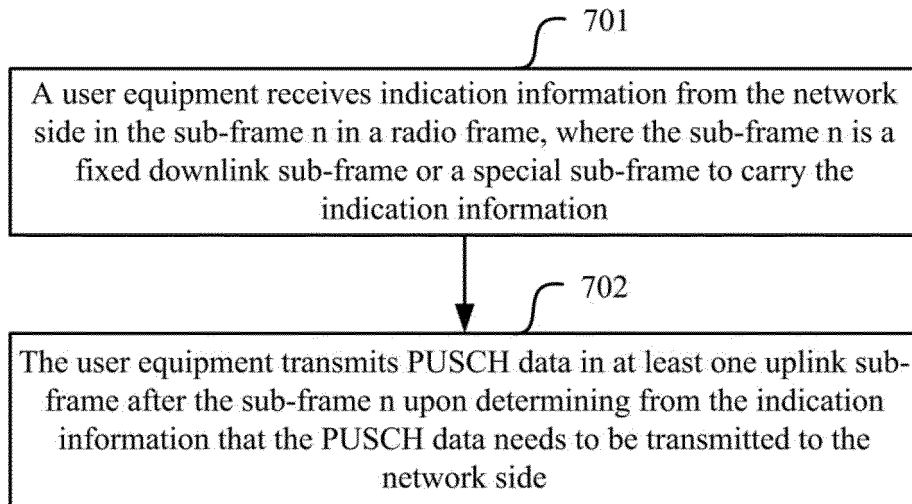 701
A user equipment receives indication information from the network
side in the sub-frame n in a radio frame, where the sub-frame n is a
fixed downlink sub-frame or a special sub-frame to carry the
indication information
702
The user equipment transmits PUSCH data in at least one uplink sub-
frame after the sub-frame n upon determining from the indication
information that the PUSCH data needs to be transmitted to the
network side